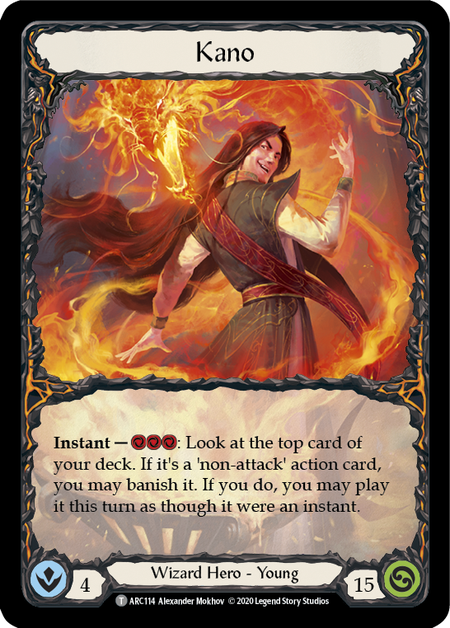 Kano
Instant — : Look at the top card of
your deck. If it's a 'non-attack' action card,
you may banish it. If you do, you may play
it this turn as though it were an instant.
4
Wizard Hero - Young
15
T ARC114 Alexander Mokhov © 2020 Legend Story Studios